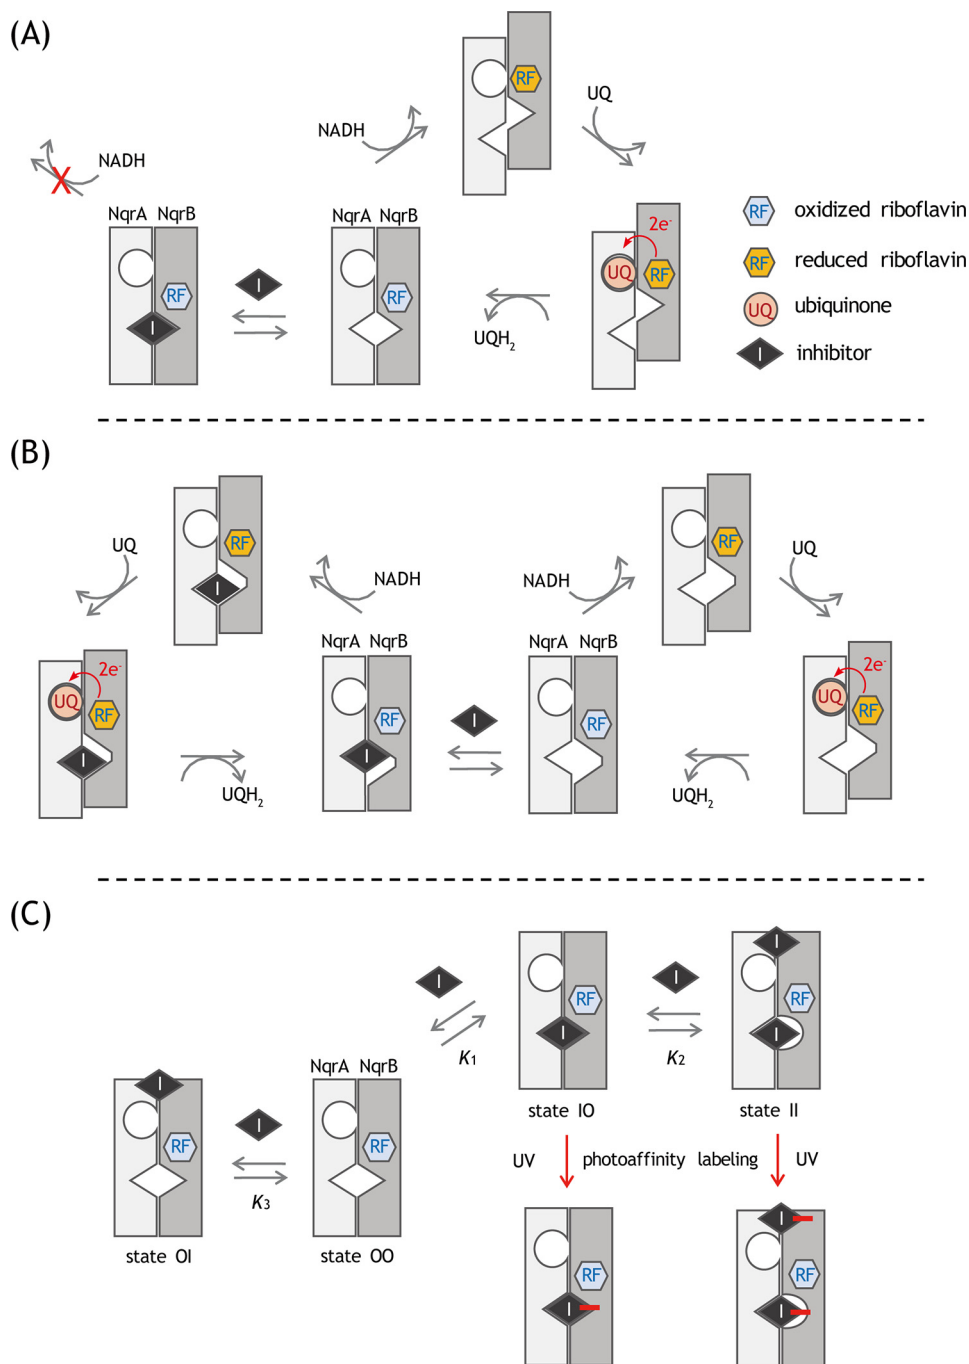 (A)
RF
UQ
NADH
NADH
X
NqrA NqrB
NqrA NqrB
2e-
RF oxidized riboflavin
I
UQ RF
RF reduced riboflavin
RF
RF
UQ ubiquinone
I
UQH2
I inhibitor
(B)
RF
RF
UQ
UQ
NADH
NADH
I
NqrA NqrB
NqrA NqrB
2e-
2e-
UQ RF
RF
I
RF
UQ RF
I
I
UQH2
UQH2
(C)
I
I
I
I
RF
RF
I
I
K1
K2
NqrA NqrB
I
state IO
state II
I
RF
RF
UV photoaffinity labeling UV
K3
I
I
state OI
state OO
RF
RF
I
I